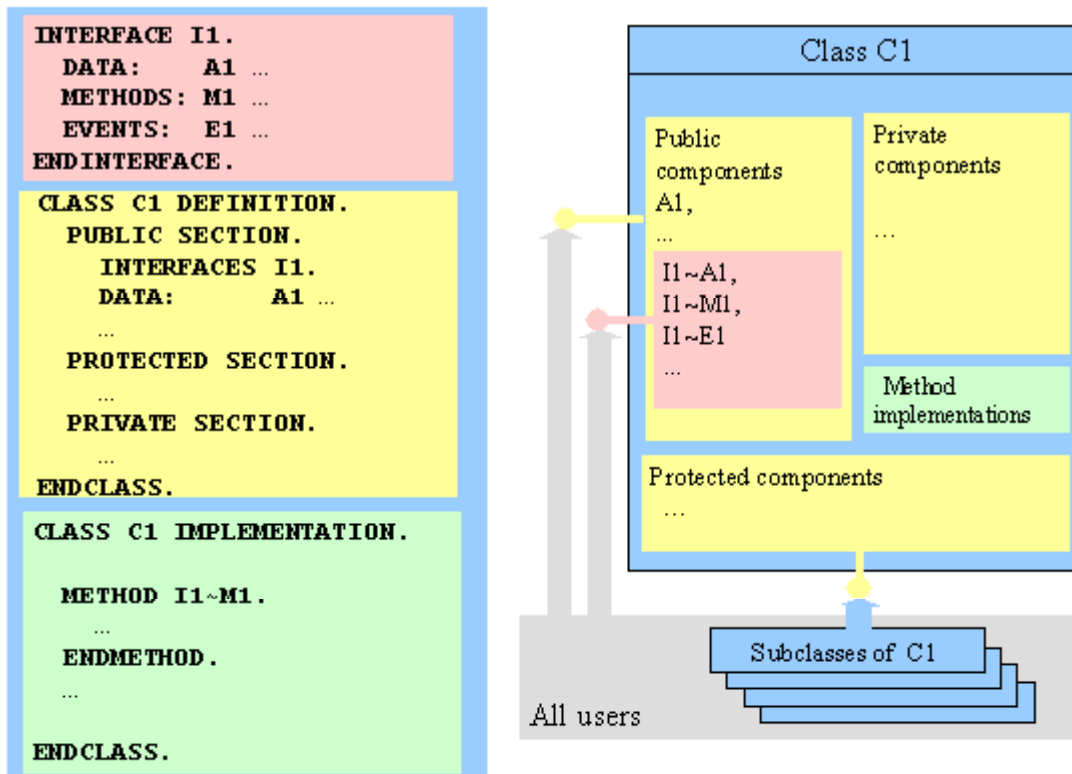 INTERFACE I1.
DATA: A1 ...
METHODS: M1 ...
EVENTS: E1 ...
ENDINTERFACE.
CLASS C1 DEFINITION.
PUBLIC SECTION.
INTERFACES I1.
DATA: A1 ...
...
PROTECTED SECTION.
...
PRIVATE SECTION.
...
ENDCLASS.
CLASS C1 IMPLEMENTATION.
METHOD I1~M1.
...
ENDMETHOD.
...
ENDCLASS.
Class C1
Public
components
A1,
...
I1~A1,
I1~M1,
I1~E1
...
Private
components
...
Method
implementations
Protected components
...
Subclasses of C1
All users